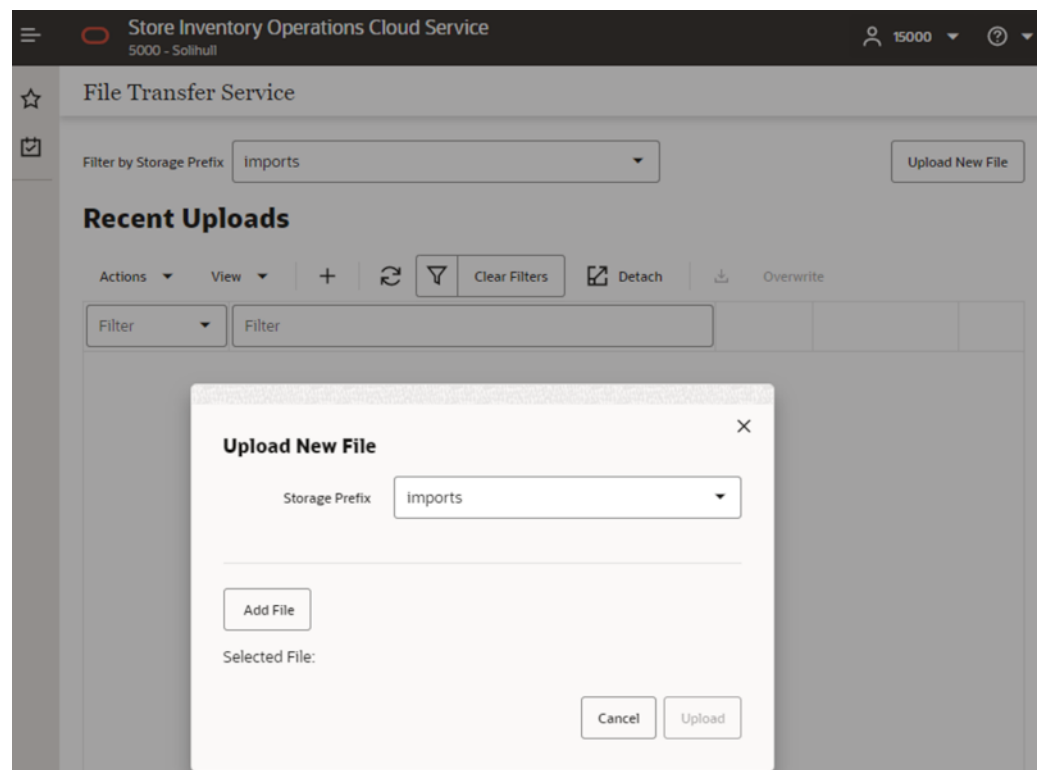 Store Inventory Operations Cloud Service
5000 - Solihull
15000
File Transfer Service
Filter by Storage Prefix imports Upload New File
Recent Uploads
Actions View Clear Filters Detach Overwrite
Filter Filter
Upload New File
Storage Prefix imports
Add File
Selected File:
Cancel Upload